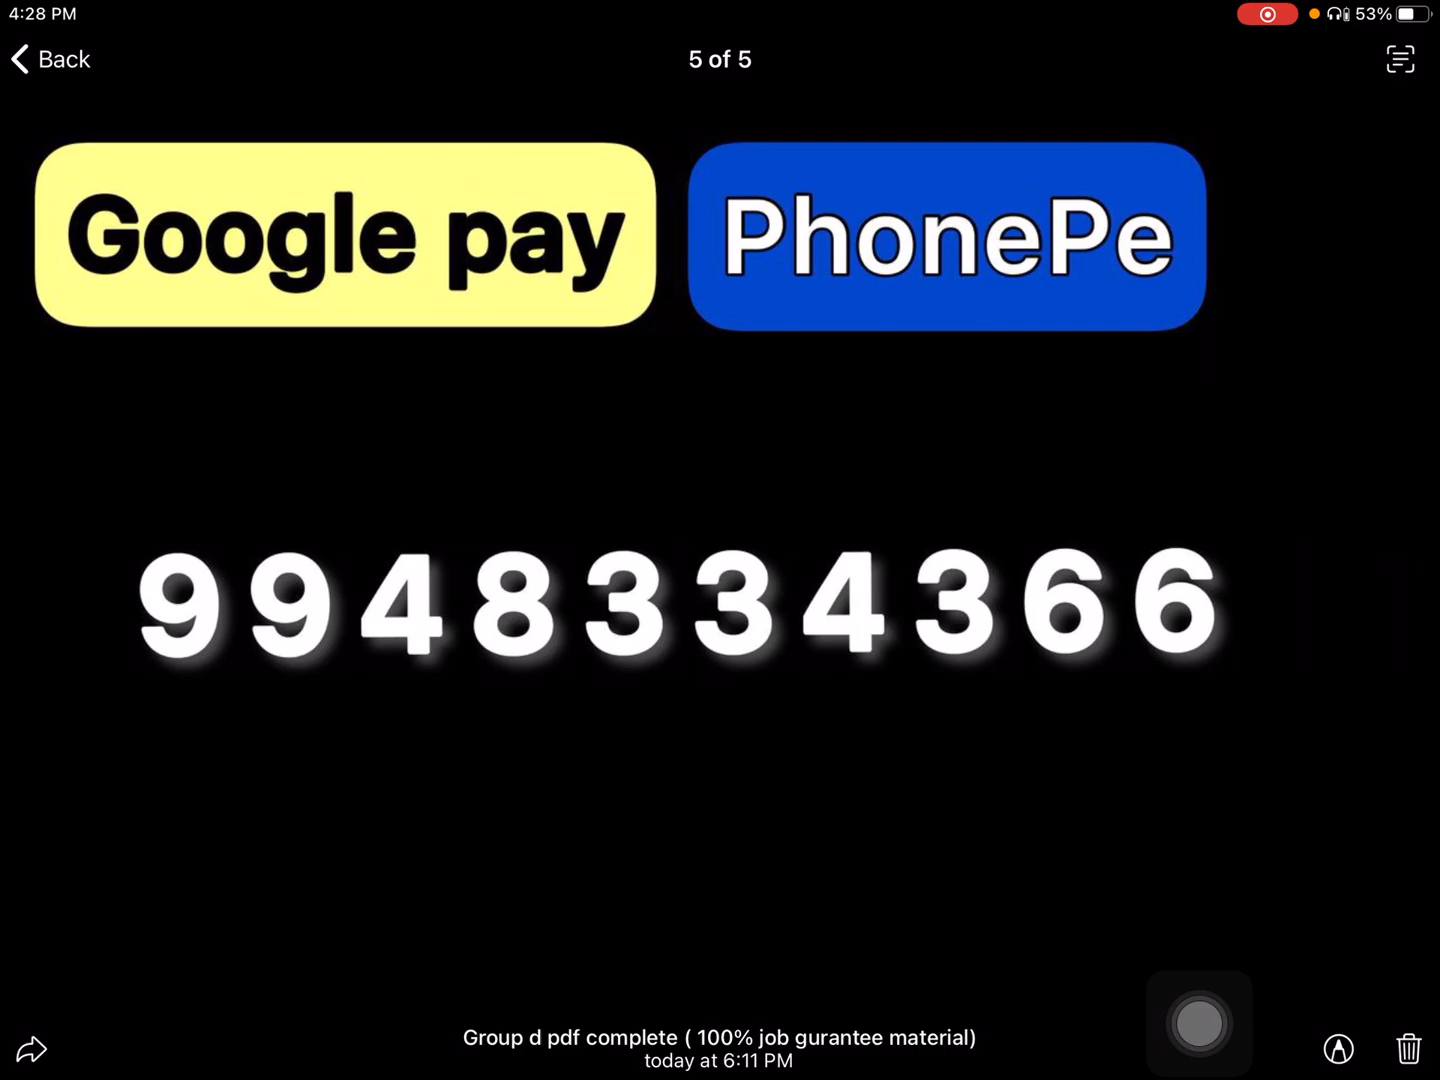 4:28 PM
53%
Back
5 of 5
Google pay
PhonePe
9948334366
Group d pdf complete ( 100% job gurantee material)
today at 6:11 PM